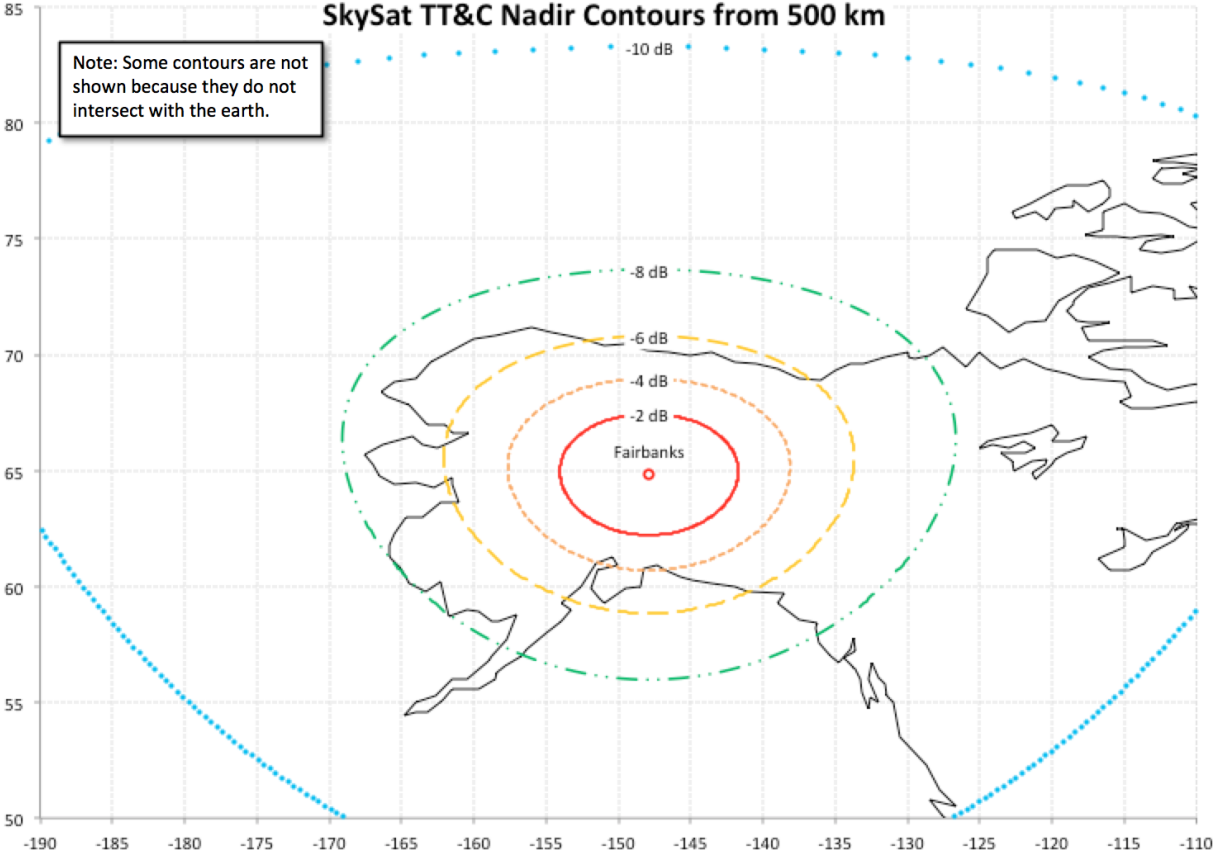 SkySat TT&C Nadir Contours from 500 km
85
-10 dB
Note: Some contours are not
shown because they do not
intersect with the earth.
80
75
-8 dB
70
-6 dB
-4 dB
-2 dB
Fairbanks
65
60
55
50
-190 -185 -180 -175 -170 -165 -160 -155 -150 -145 -140 -135 -130 -125 -120 -115 -110